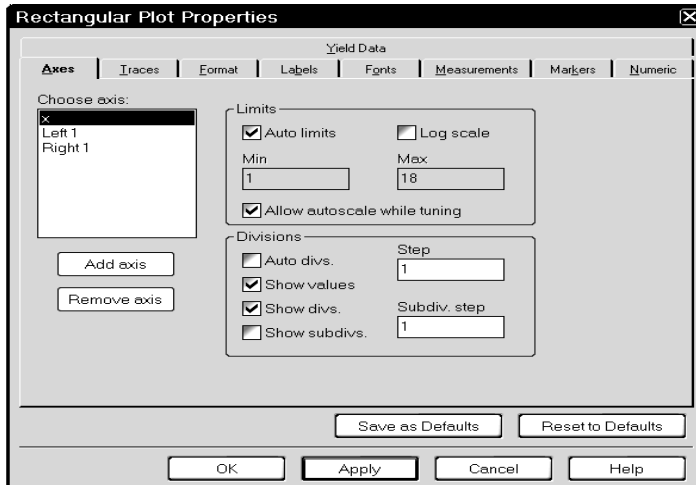 Rectangular Plot Properties
Yield Data
Axes Traces Format Labels Fonts Measurements Markers Numeric
Choose axis:
x
Left 1
Right 1
Add axis
Remove axis
Limits
Auto limits Log scale
Min Max
1 18
Allow autoscale while tuning
Divisions
Auto divs. Step
1
Show values
Show divs. Subdiv. step
Show subdivs. 1
Save as Defaults Reset to Defaults
OK Apply Cancel Help